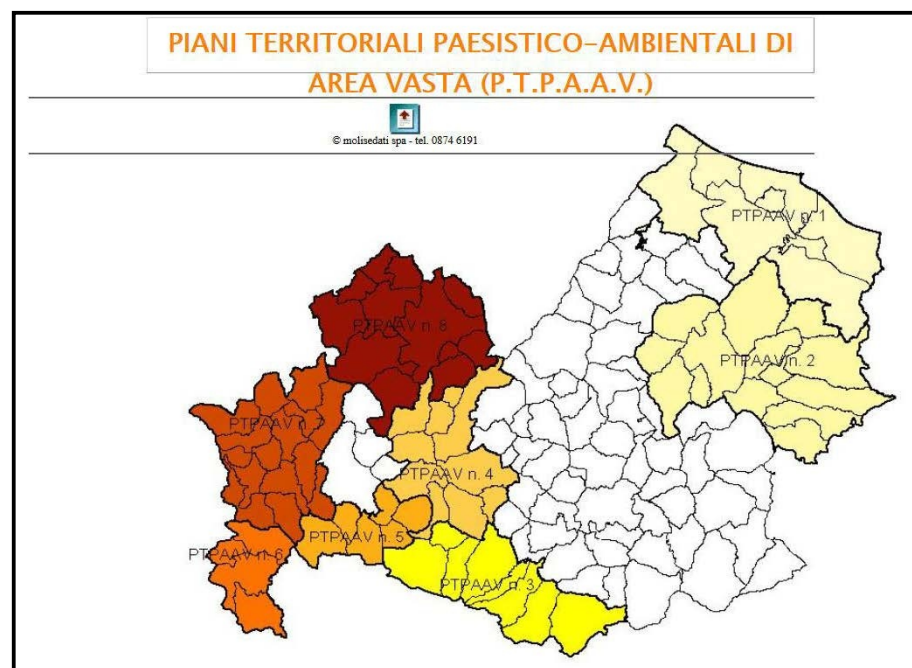 PIANI TERRITORIALI PAESISTICO-AMBIENTALI DI
AREA VASTA (P.T.P.A.A.V.)
© molisedati spa - tel. 0874 6191
PTPAAV n. 1
PTPAAV n. 8
PTPAAV n. 2
PTPAAV n. 7
PTPAAV n. 4
PTPAAV n. 5
PTPAAV n. 6
PTPAAV n. 3